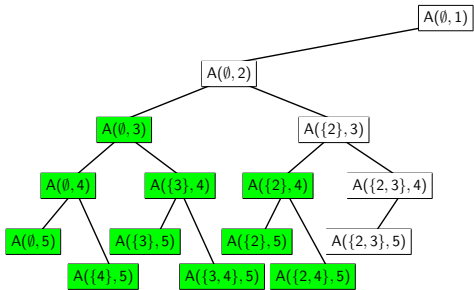 A(∅, 1)
A(∅, 2)
A(∅, 3)
A({2}, 3)
A(∅, 4)
A({3}, 4)
A({2}, 4)
A({2, 3}, 4)
A(∅, 5)
A({3}, 5)
A({2}, 5)
A({2, 3}, 5)
A({4}, 5)
A({3, 4}, 5)
A({2, 4}, 5)